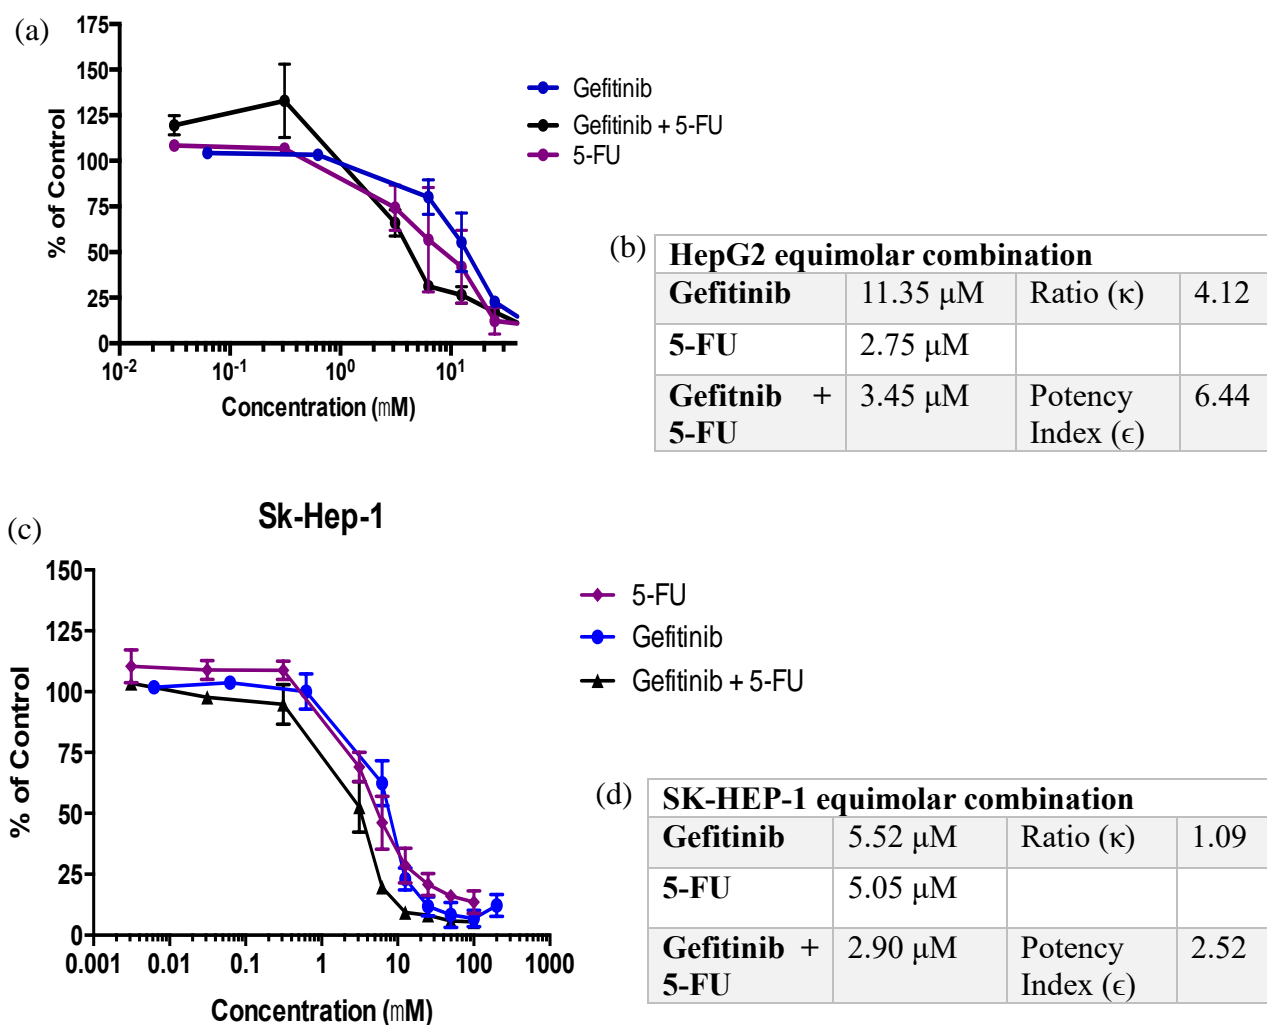 (a)
175
150
125
100
75
50
25
0
% of Control
10-2
10-1
100
101
Concentration (mM)
Gefitinib
Gefitinib + 5-FU
5-FU
(b)
HepG2 equimolar combination
Gefitinib 11.35 μM Ratio (κ) 4.12
5-FU 2.75 μM
Gefitnib + 3.45 μM Potency 6.44
5-FU Index (ϵ)
Sk-Hep-1
(c)
150
125
100
75
50
25
0
% of Control
0.001 0.01 0.1 1 10 100 1000
Concentration (mM)
5-FU
Gefitinib
Gefitinib + 5-FU
(d)
SK-HEP-1 equimolar combination
Gefitinib 5.52 μM Ratio (κ) 1.09
5-FU 5.05 μM
Gefitinib + 2.90 μM Potency 2.52
5-FU Index (ϵ)